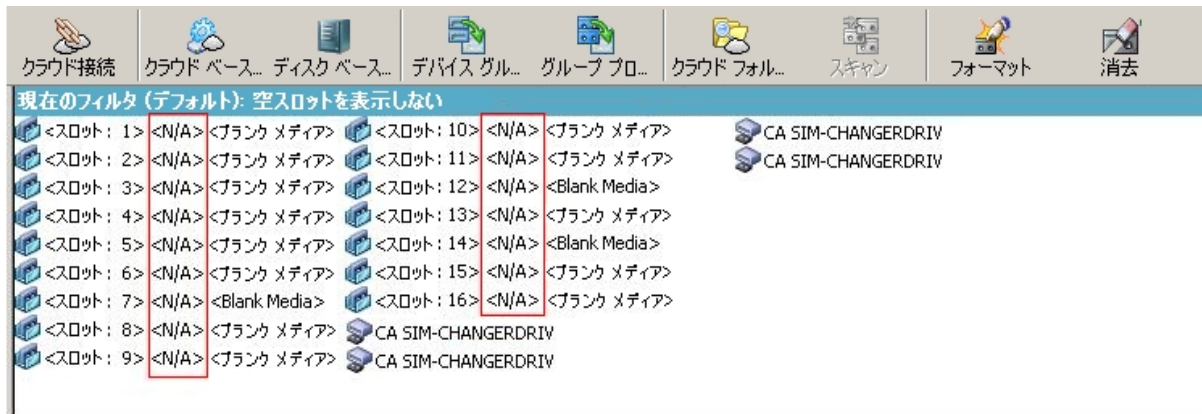 クラウド接続 クラウド ベース... ディスク ベース... デバイス グル... グループ プロ... クラウド フォル... スキャン フォーマット 消去
現在のフィルタ (デフォルト): 空スロットを表示しない
<スロット: 1> <N/A> <ブランク メディア> <スロット: 10> <N/A> <ブランク メディア> CA SIM-CHANGERDRIV
<スロット: 2> <N/A> <ブランク メディア> <スロット: 11> <N/A> <ブランク メディア> CA SIM-CHANGERDRIV
<スロット: 3> <N/A> <ブランク メディア> <スロット: 12> <N/A> <Blank Media>
<スロット: 4> <N/A> <ブランク メディア> <スロット: 13> <N/A> <ブランク メディア>
<スロット: 5> <N/A> <ブランク メディア> <スロット: 14> <N/A> <Blank Media>
<スロット: 6> <N/A> <ブランク メディア> <スロット: 15> <N/A> <ブランク メディア>
<スロット: 7> <N/A> <Blank Media> <スロット: 16> <N/A> <ブランク メディア>
<スロット: 8> <N/A> <ブランク メディア> CA SIM-CHANGERDRIV
<スロット: 9> <N/A> <ブランク メディア> CA SIM-CHANGERDRIV